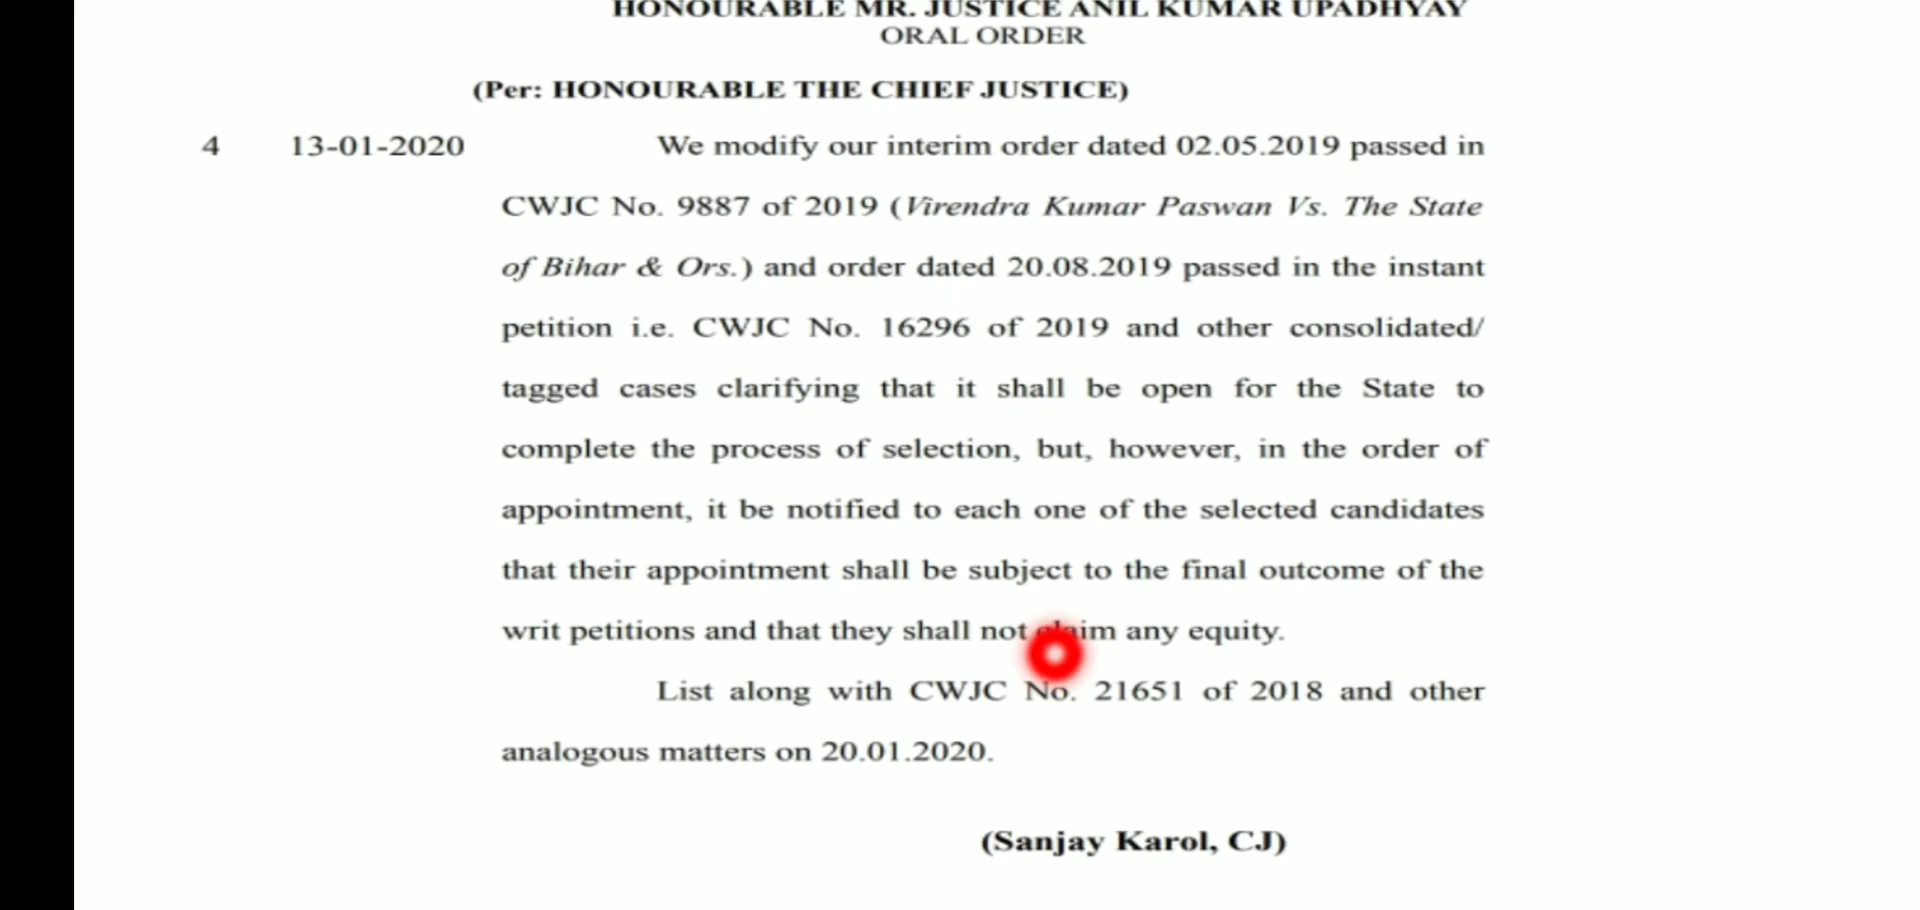 HONOURABLE MR. JUSTICE ANIL KUMAR UPADHYAY
ORAL ORDER
(Per: HONOURABLE THE CHIEF JUSTICE)
4 13-01-2020 We modify our interim order dated 02.05.2019 passed in
CWJC No. 9887 of 2019 (Virendra Kumar Paswan Vs. The State
of Bihar & Ors.) and order dated 20.08.2019 passed in the instant
petition i.e. CWJC No. 16296 of 2019 and other consolidated/
tagged cases clarifying that it shall be open for the State to
complete the process of selection, but, however, in the order of
appointment, it be notified to each one of the selected candidates
that their appointment shall be subject to the final outcome of the
writ petitions and that they shall not claim any equity.
List along with CWJC No. 21651 of 2018 and other
analogous matters on 20.01.2020.
(Sanjay Karol, CJ)